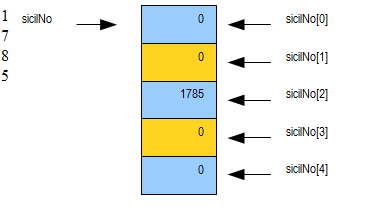 1
7
8
5
sicilNo
0 sicilNo[0]
0 sicilNo[1]
1785 sicilNo[2]
0 sicilNo[3]
0 sicilNo[4]